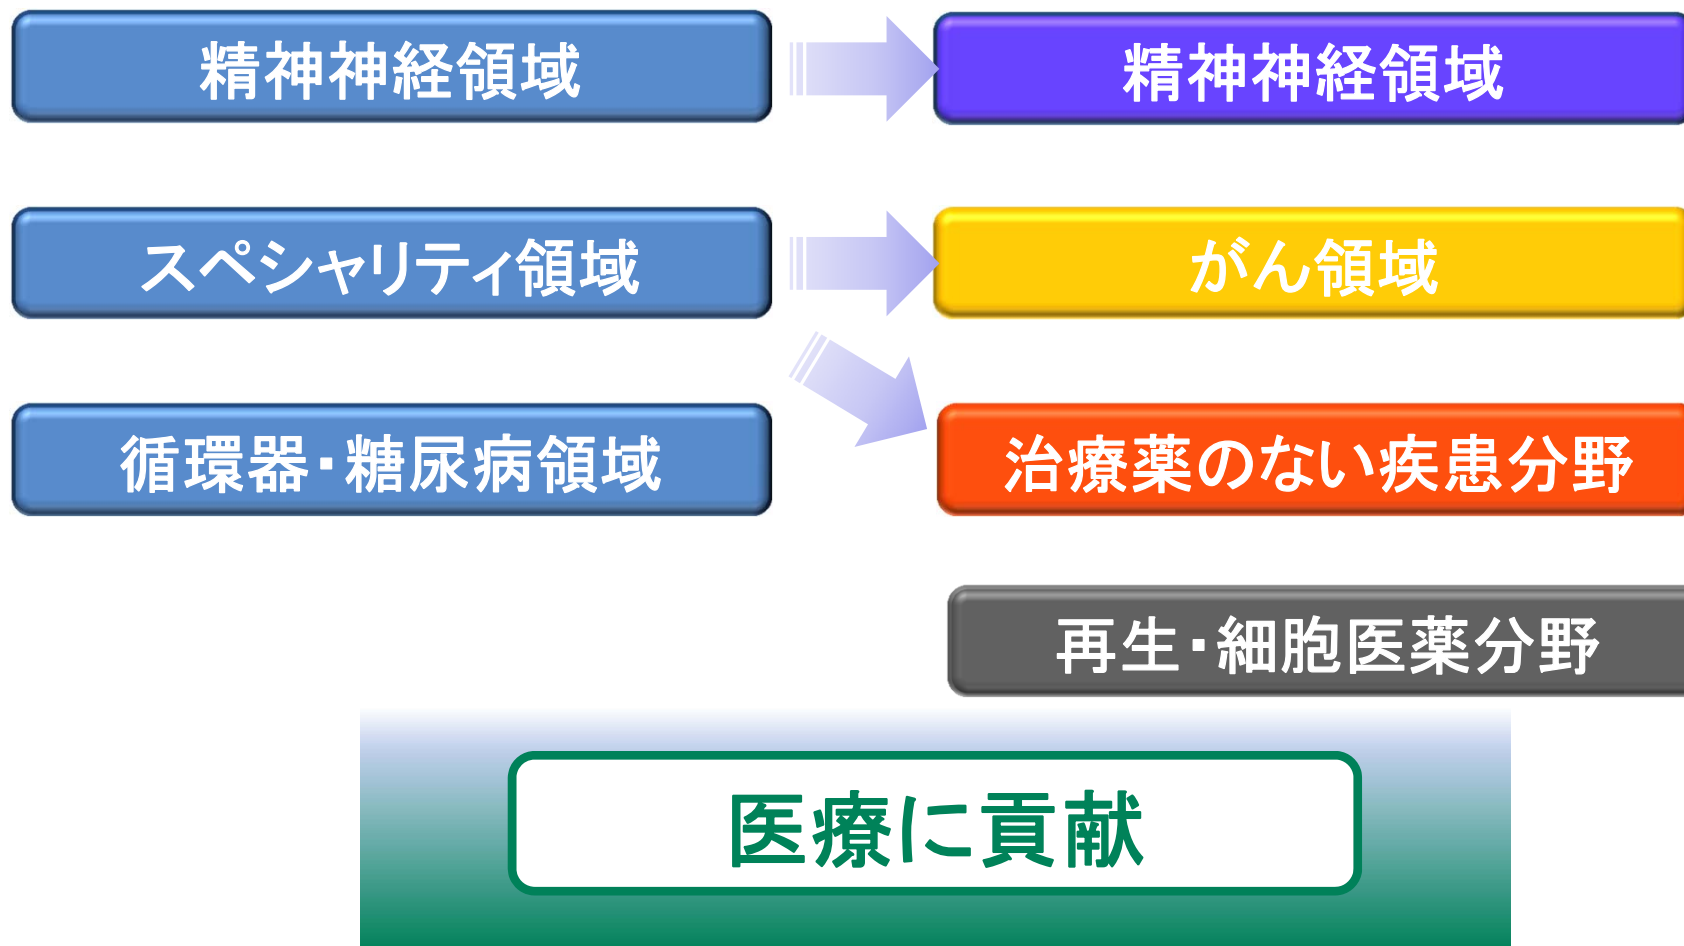 精神神経領域
精神神経領域
スペシャリティ領域
がん領域
循環器・糖尿病領域
治療薬のない疾患分野
再生・細胞医薬分野
医療に貢献